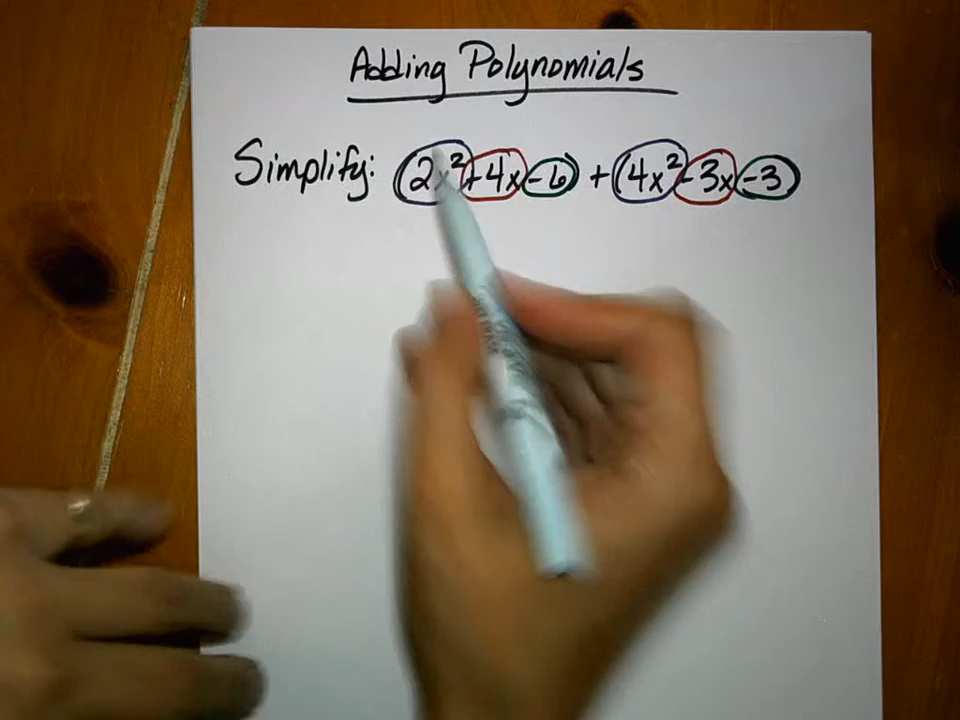 Adding Polynomials
Simplify: (2x²+4x-6) + (4x²-3x-3)